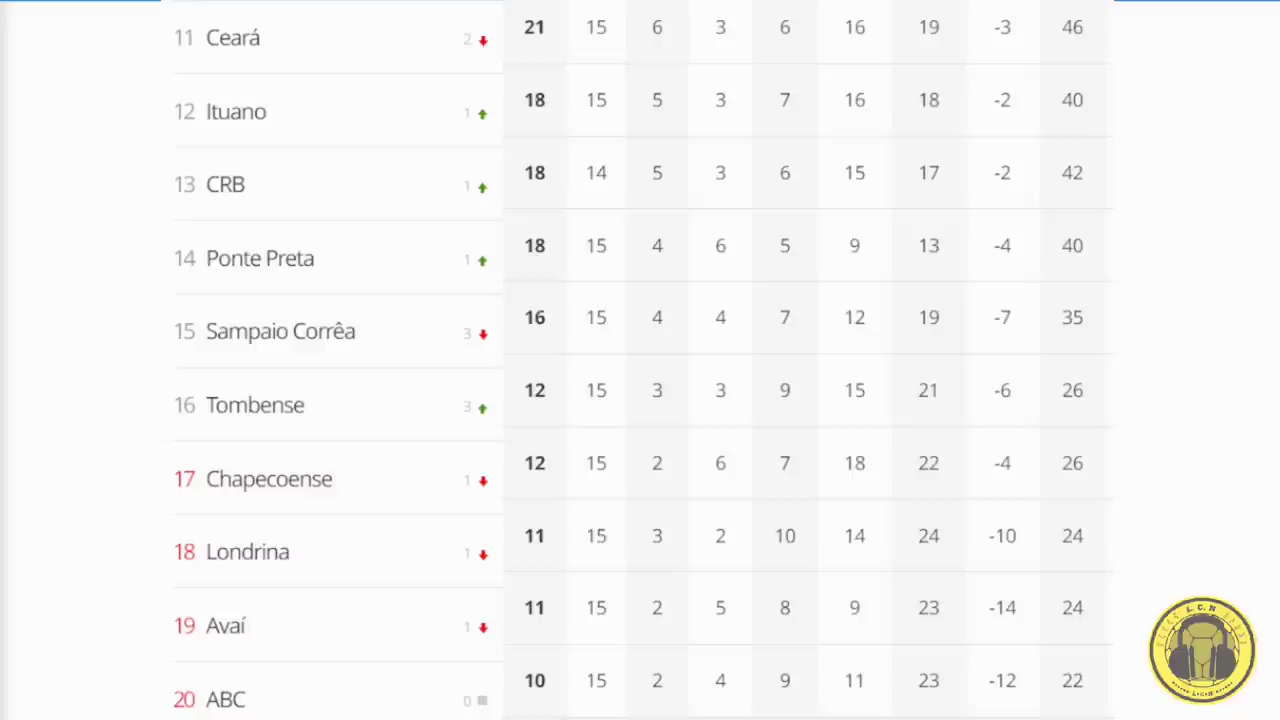 11 Ceará 2 21 15 6 3 6 16 19 -3 46
12 Ituano 1 18 15 5 3 7 16 18 -2 40
13 CRB 1 18 14 5 3 6 15 17 -2 42
14 Ponte Preta 1 18 15 4 6 5 9 13 -4 40
15 Sampaio Corrêa 3 16 15 4 4 7 12 19 -7 35
16 Tombense 3 12 15 3 3 9 15 21 -6 26
17 Chapecoense 1 12 15 2 6 7 18 22 -4 26
18 Londrina 1 11 15 3 2 10 14 24 -10 24
19 Avaí 1 11 15 2 5 8 9 23 -14 24
20 ABC 0 10 15 2 4 9 11 23 -12 22
L.C.N